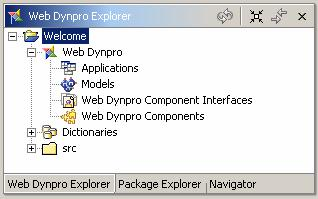 Web Dynpro Explorer
Welcome
Web Dynpro
Applications
Models
Web Dynpro Component Interfaces
Web Dynpro Components
Dictionaries
src
Web Dynpro Explorer Package Explorer Navigator